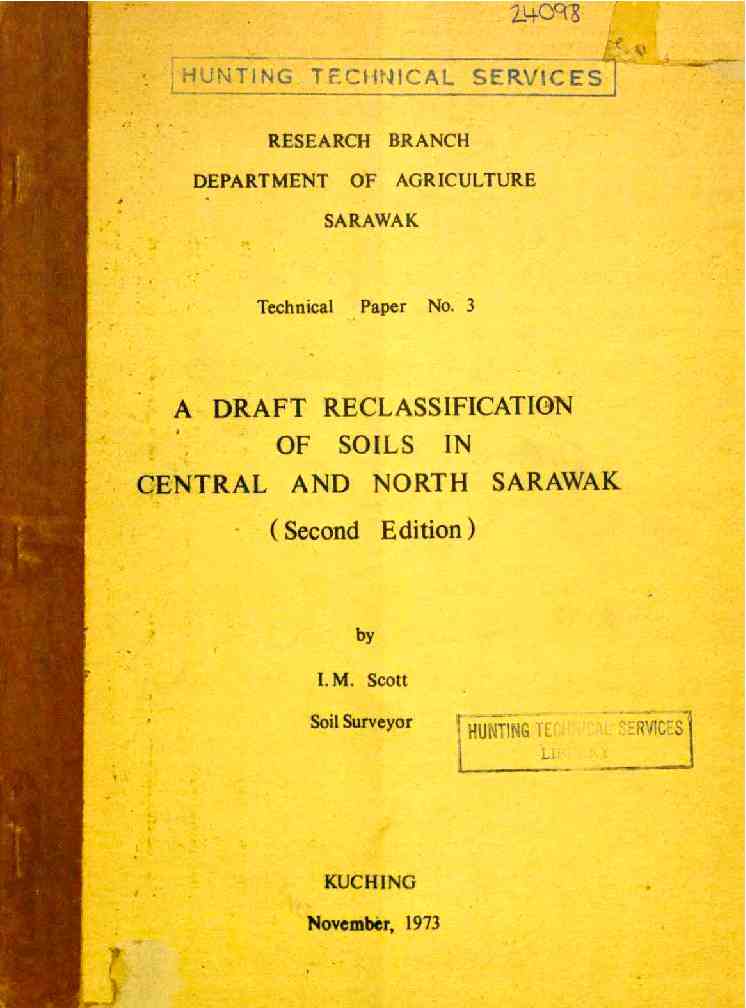 24098
HUNTING TECHNICAL SERVICES
RESEARCH BRANCH
DEPARTMENT OF AGRICULTURE
SARAWAK
Technical Paper No. 3
A DRAFT RECLASSIFICATION
OF SOILS IN
CENTRAL AND NORTH SARAWAK
(Second Edition)
by
I.M. Scott
Soil Surveyor
HUNTING TECHNICAL SERVICES
LIBRARY
KUCHING
November, 1973